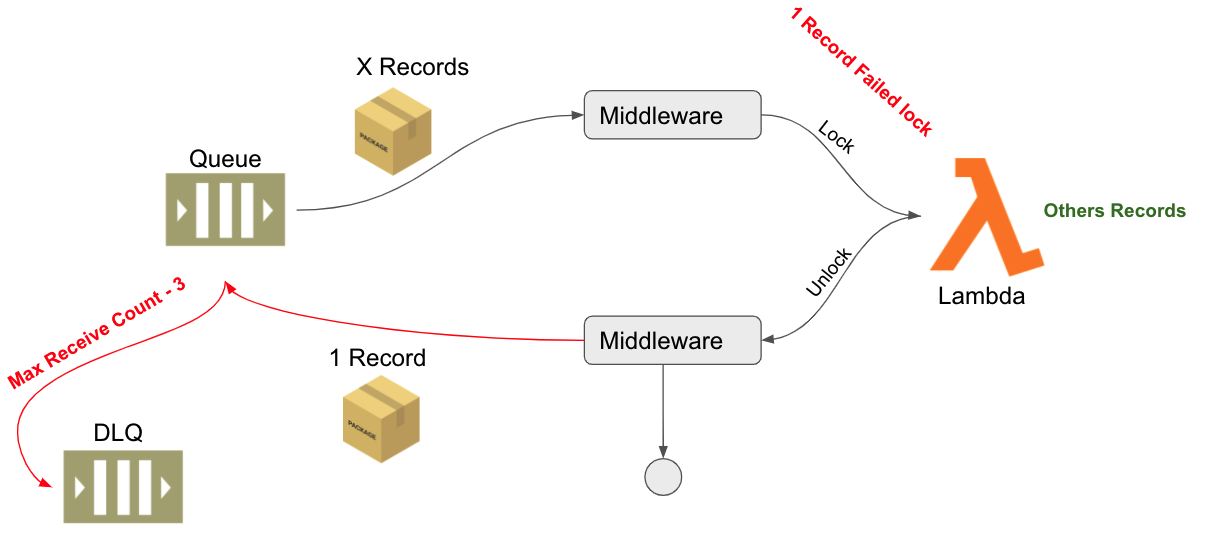 1 Record Failed lock
X Records
PACKAGE
Middleware
Lock
Queue
Others Records
Unlock
Lambda
Max Receive Count - 3
Middleware
1 Record
PACKAGE
DLQ